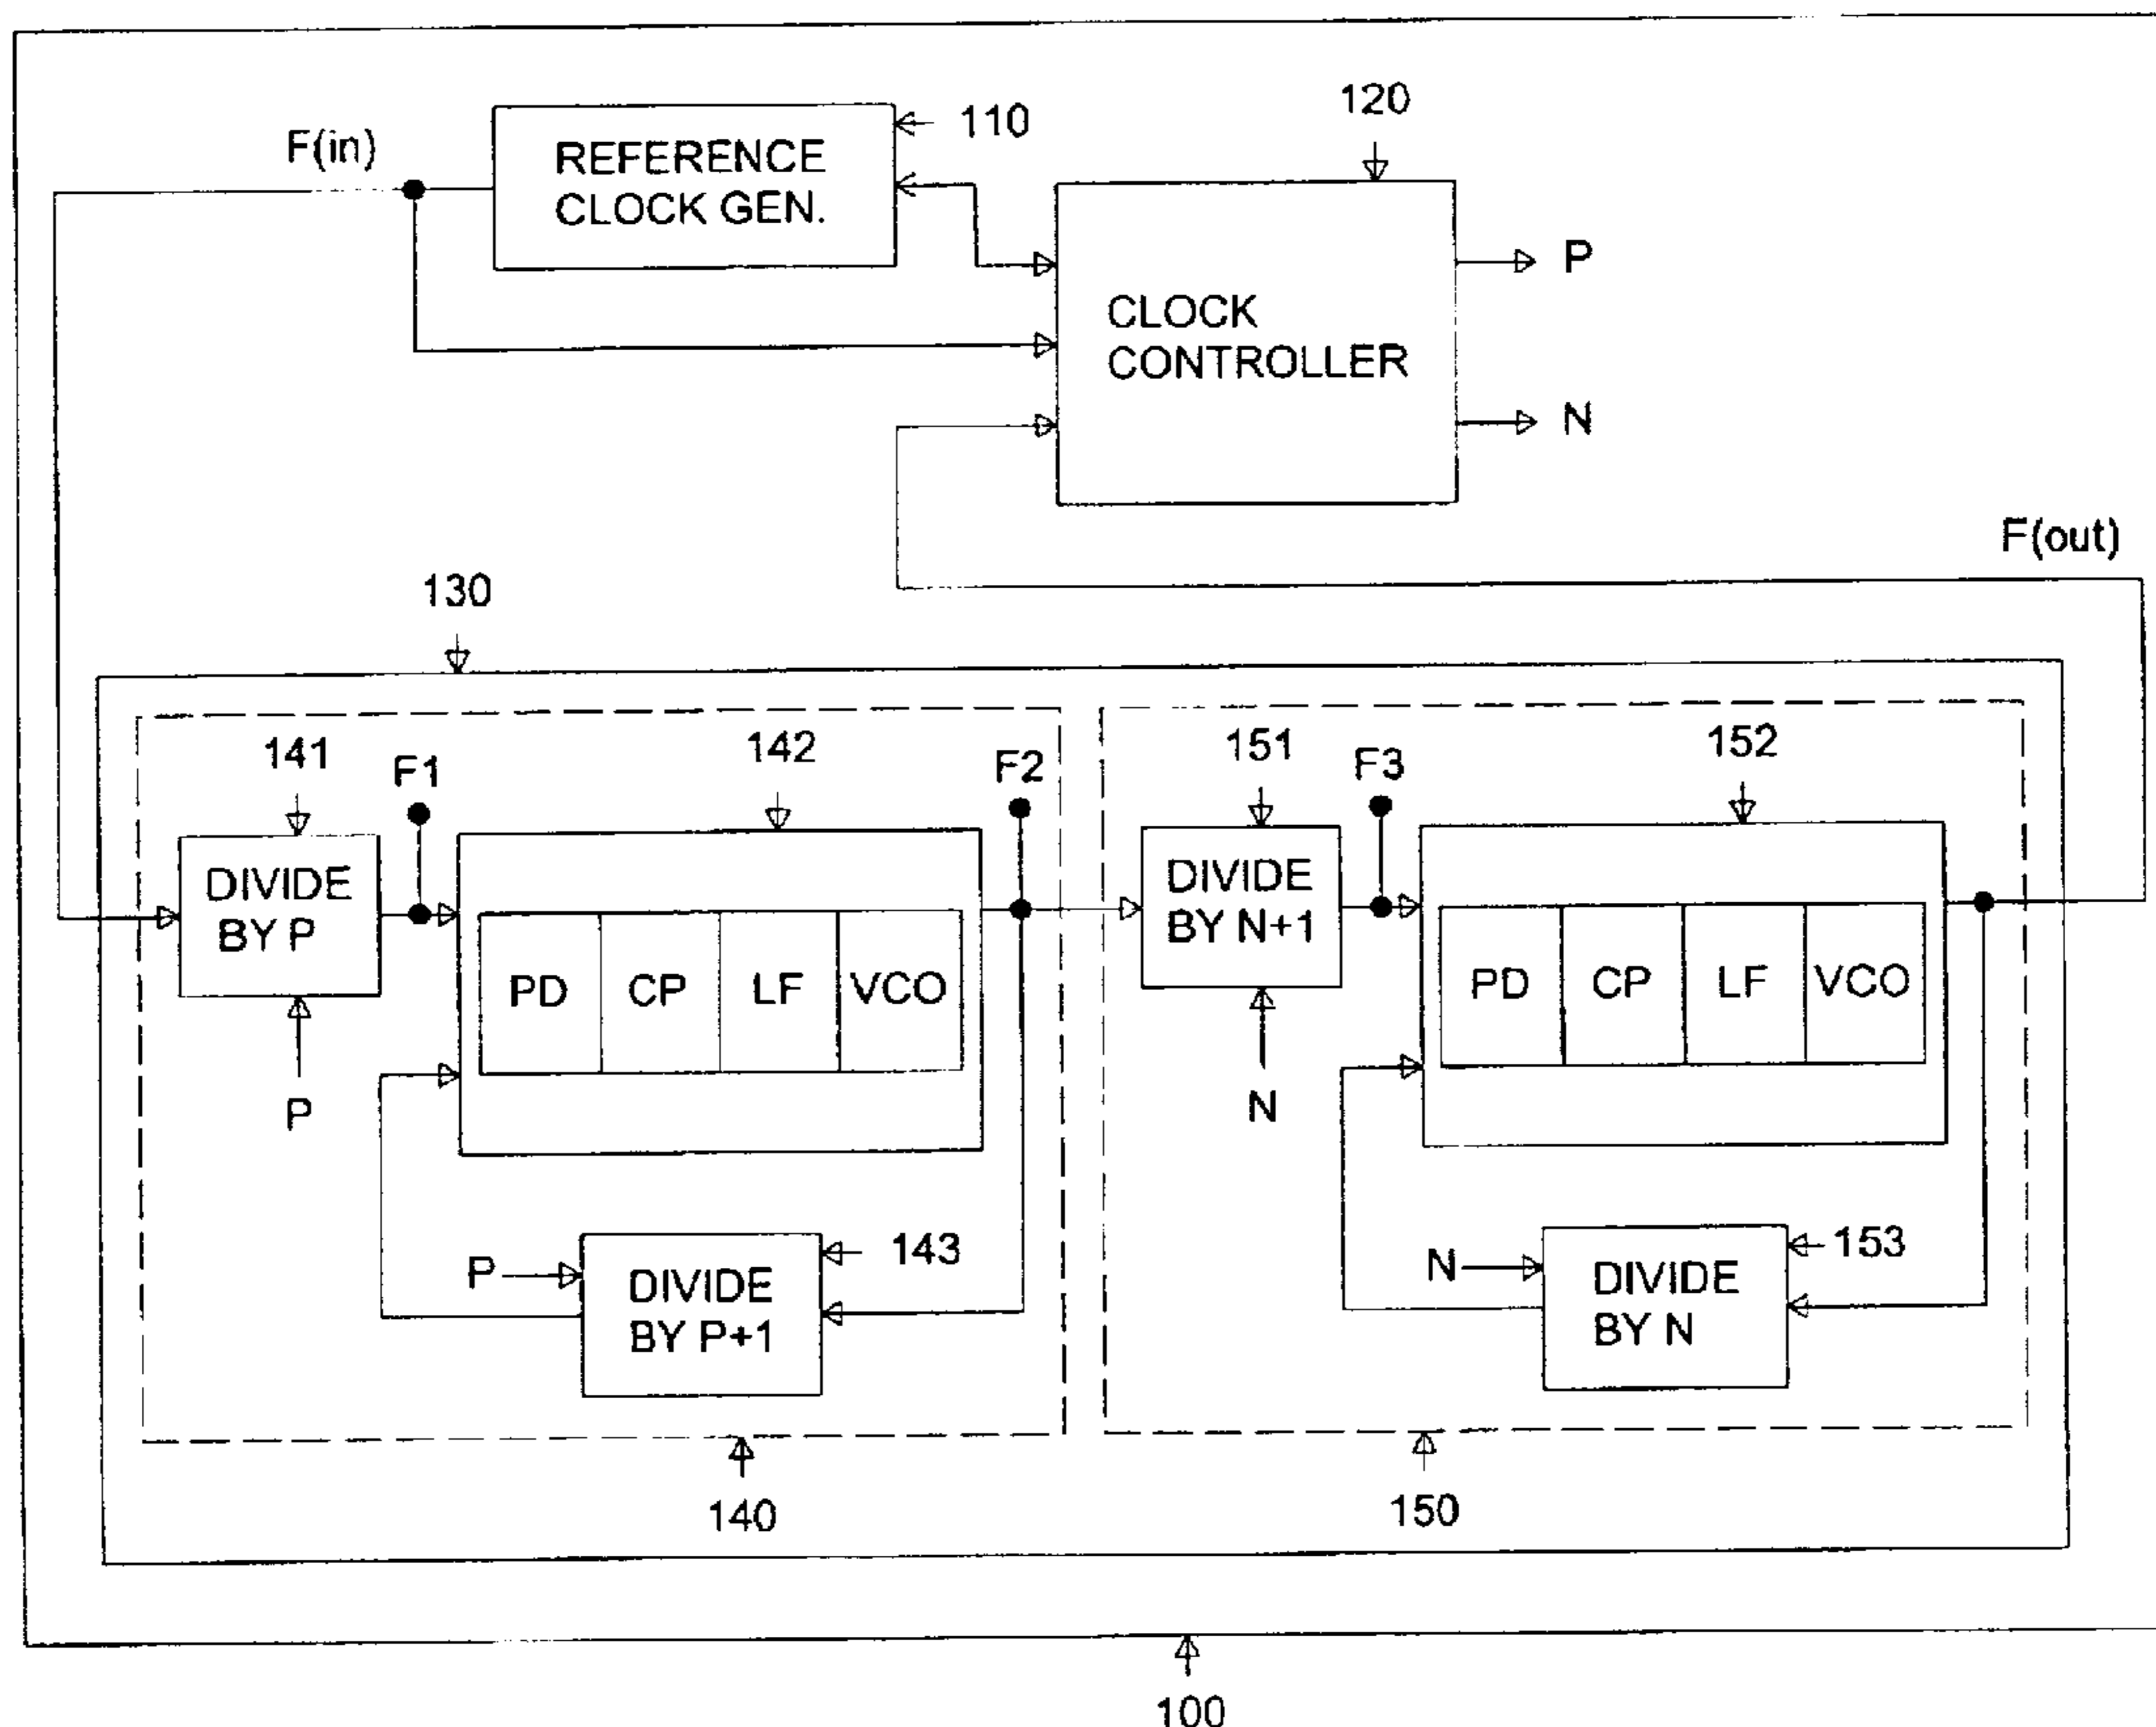 F(in)
REFERENCE
CLOCK GEN.
110
120
CLOCK
CONTROLLER
P
N
F(out)
130
141
F1
142
F2
151
F3
152
DIVIDE
BY P
P
PD CP LF VCO
DIVIDE
BY N+1
N
PD CP LF VCO
P
DIVIDE
BY P+1
143
N
DIVIDE
BY N
153
140
150
100